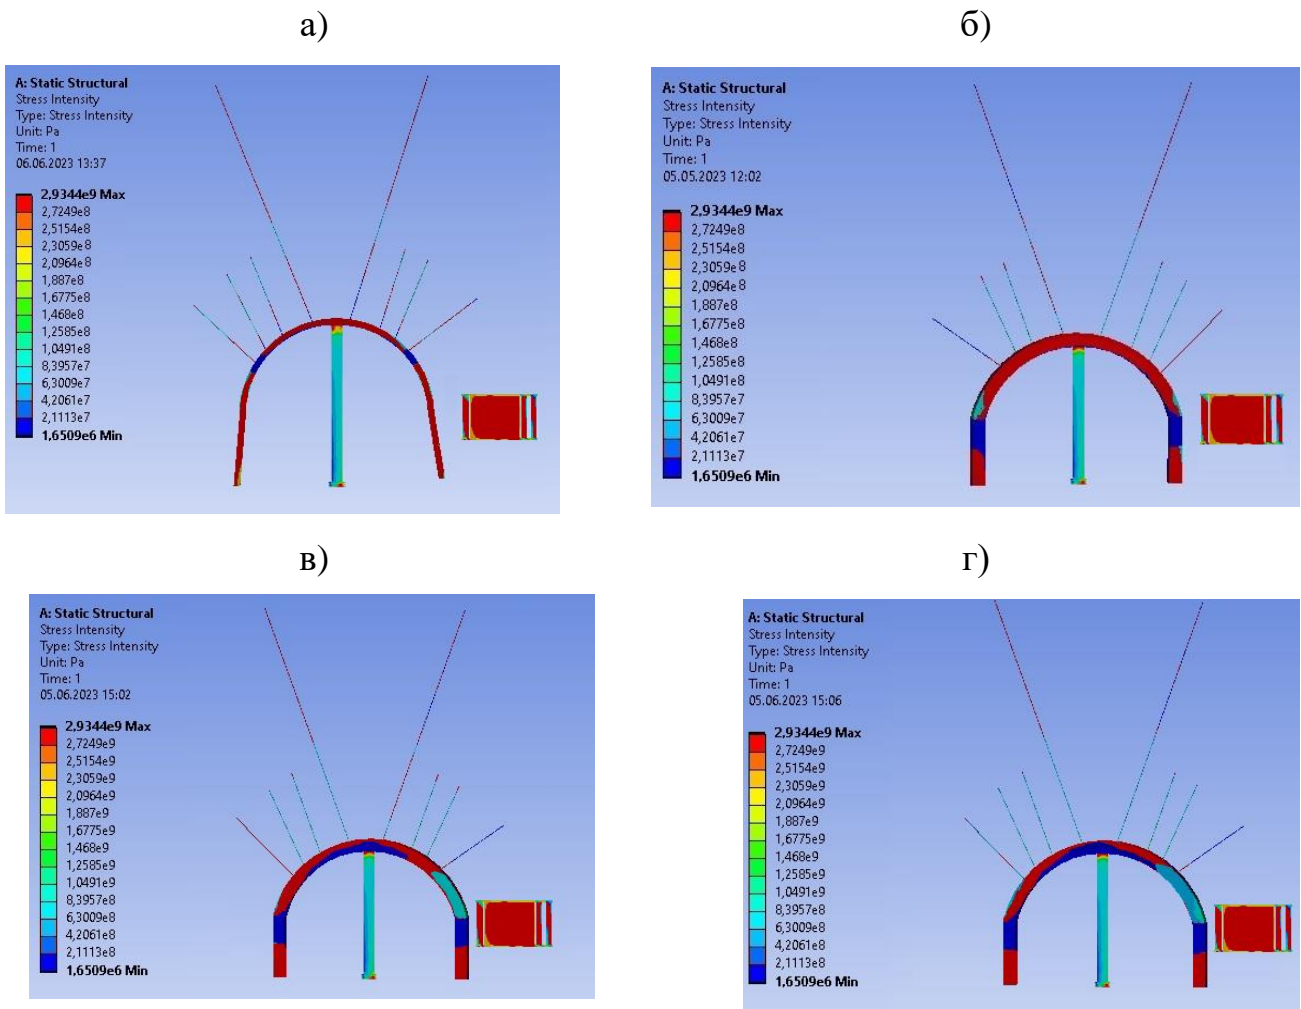 а)
б)
A: Static Structural
Stress Intensity
Type: Stress Intensity
Unit: Pa
Time: 1
06.06.2023 13:37
2,9344e9 Max
2,7249e8
2,5154e8
2,3059e8
2,0964e8
1,887e8
1,6775e8
1,468e8
1,2585e8
1,0491e8
8,3957e7
6,3009e7
4,2061e7
2,1113e7
1,6509e6 Min
A: Static Structural
Stress Intensity
Type: Stress Intensity
Unit: Pa
Time: 1
05.05.2023 12:02
2,9344e9 Max
2,7249e8
2,5154e8
2,3059e8
2,0964e8
1,887e8
1,6775e8
1,468e8
1,2585e8
1,0491e8
8,3957e7
6,3009e7
4,2061e7
2,1113e7
1,6509e6 Min
в)
г)
A: Static Structural
Stress Intensity
Type: Stress Intensity
Unit: Pa
Time: 1
05.06.2023 15:02
2,9344e9 Max
2,7249e9
2,5154e9
2,3059e9
2,0964e9
1,887e9
1,6775e9
1,468e9
1,2585e9
1,0491e9
8,3957e8
6,3009e8
4,2061e8
2,1113e8
1,6509e6 Min
A: Static Structural
Stress Intensity
Type: Stress Intensity
Unit: Pa
Time: 1
05.06.2023 15:06
2,9344e9 Max
2,7249e9
2,5154e9
2,3059e9
2,0964e9
1,887e9
1,6775e9
1,468e9
1,2585e9
1,0491e9
8,3957e8
6,3009e8
4,2061e8
2,1113e8
1,6509e6 Min